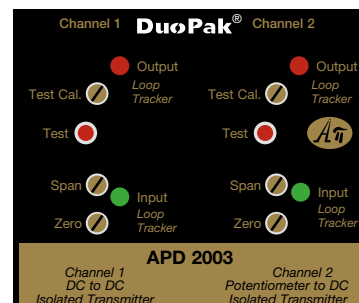 Channel 1 DuoPak® Channel 2
Output Output
Test Cal. Loop Tracker Test Cal. Loop Tracker
Test Test
Span Input Span Input
Zero Loop Tracker Zero Loop Tracker
APD 2003
Channel 1 Channel 2
DC to DC Potentiometer to DC
Isolated Transmitter Isolated Transmitter